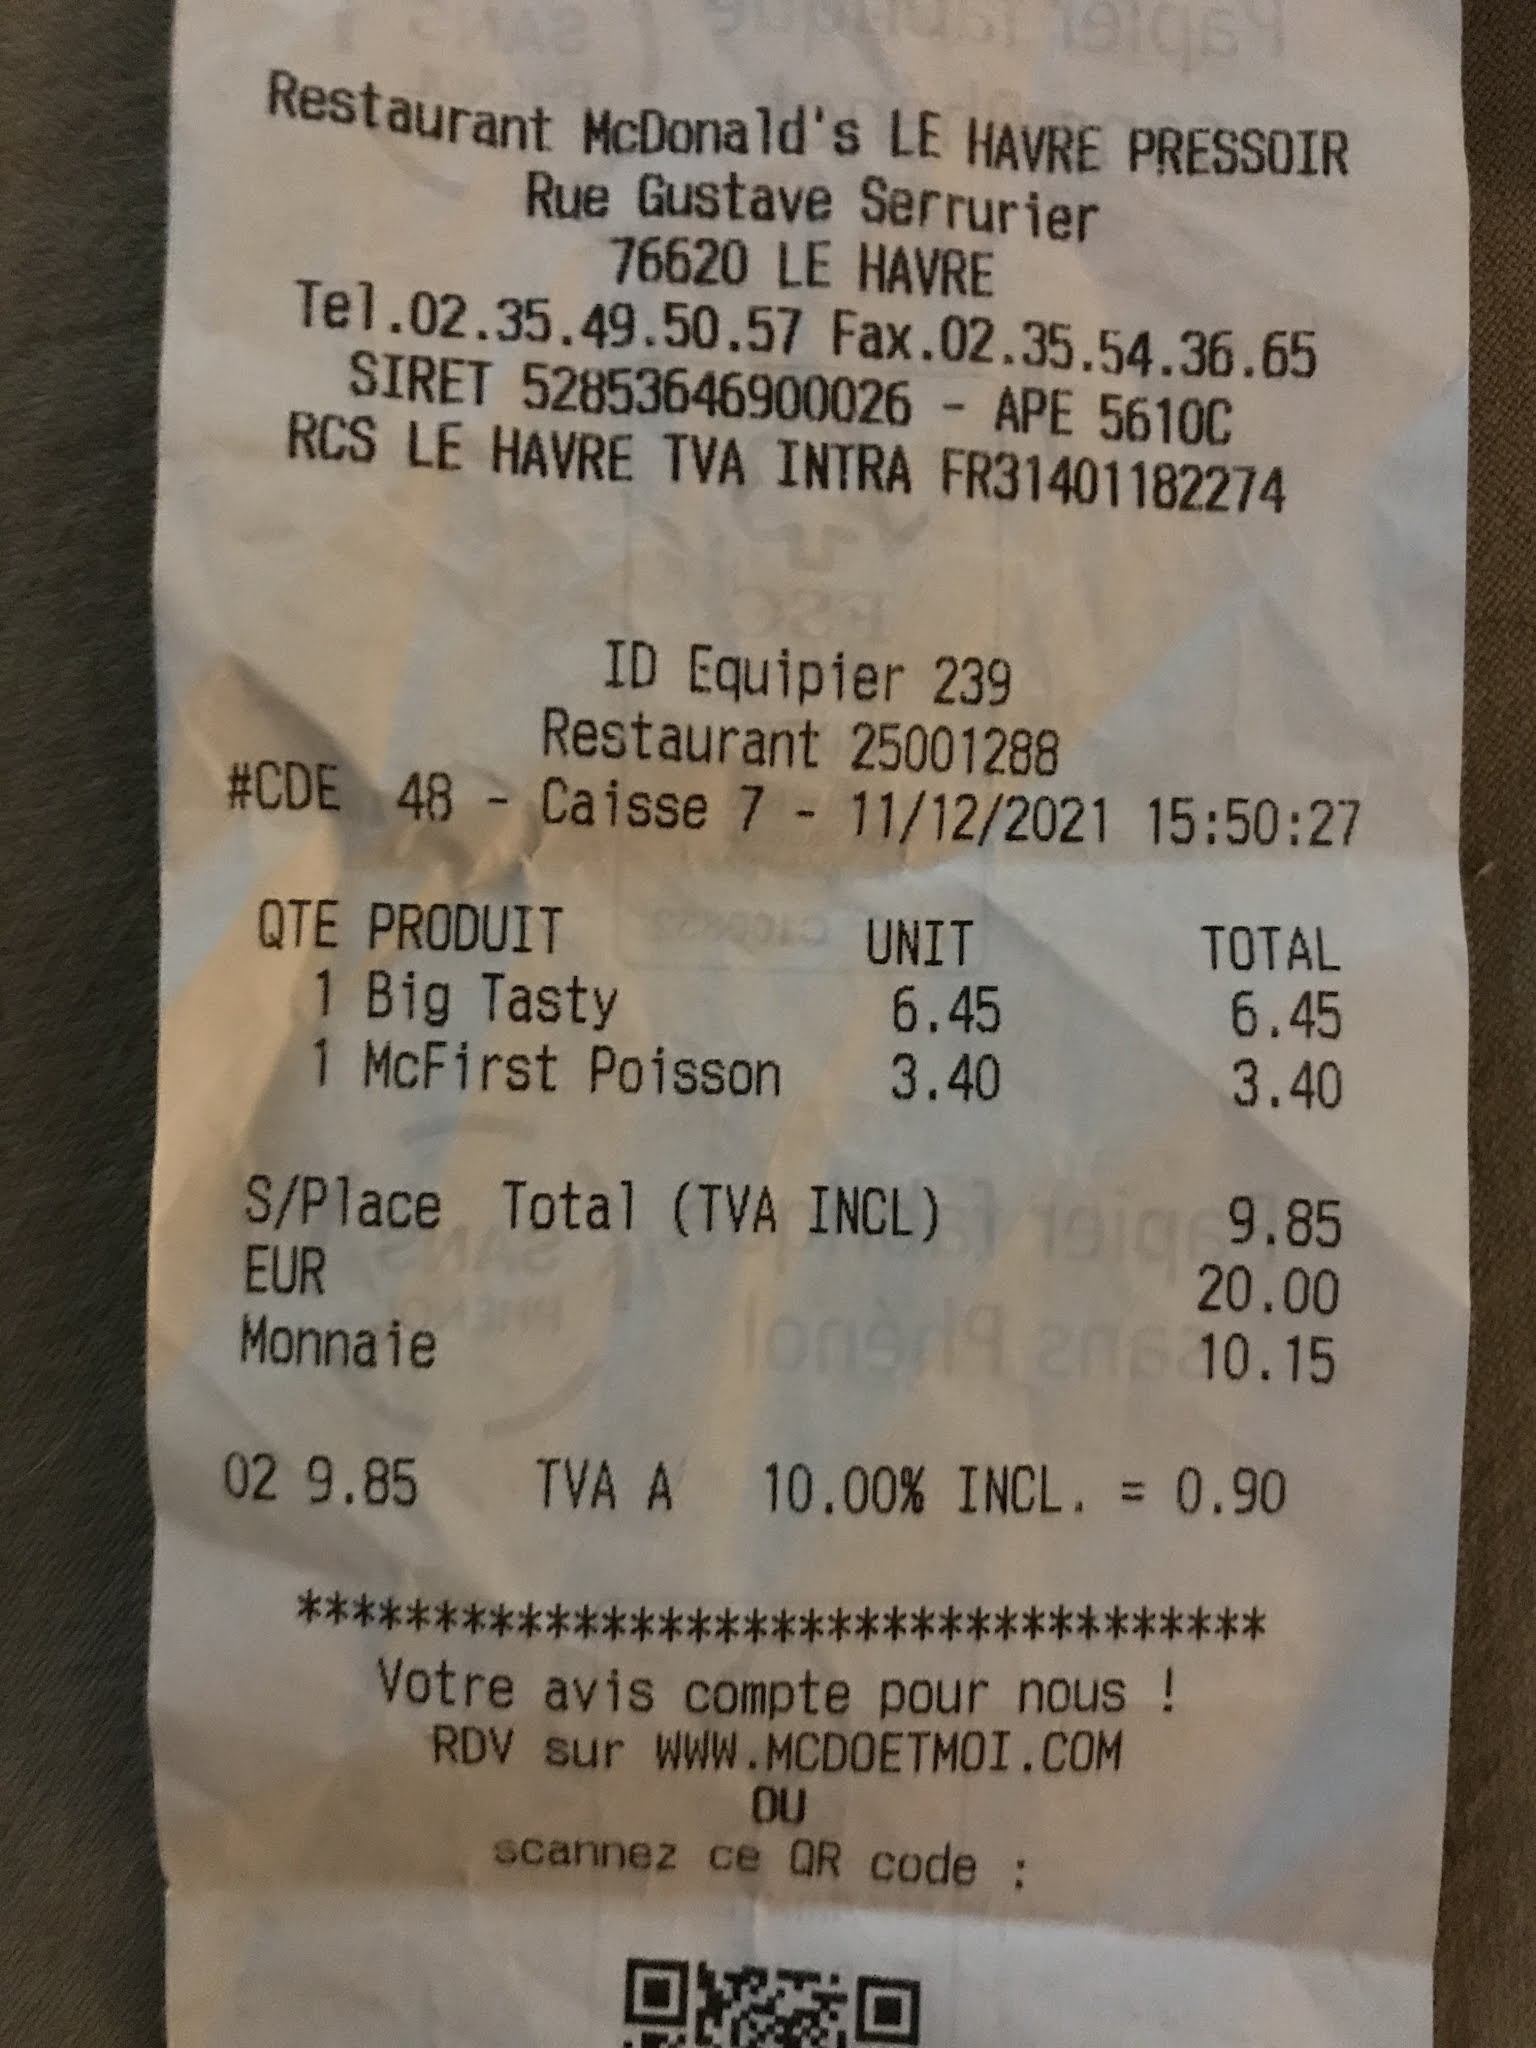 Restaurant McDonald's LE HAVRE PRESSOIR
Rue Gustave Serrurier
76620 LE HAVRE
Tel.02.35.49.50.57 Fax.02.35.54.36.65
SIRET 52853646900026 - APE 5610C
RCS LE HAVRE TVA INTRA FR31401182274
ID Equipier 239
Restaurant 25001288
#CDE 48 - Caisse 7 - 11/12/2021 15:50:27
QTE PRODUIT UNIT TOTAL
1 Big Tasty 6.45 6.45
1 McFirst Poisson 3.40 3.40
S/Place Total (TVA INCL) 9.85
EUR 20.00
Monnaie 10.15
02 9.85 TVA A 10.00% INCL. = 0.90
***********************************
Votre avis compte pour nous !
RDV sur WWW.MCDOETMOI.COM
OU
scannez ce QR code :